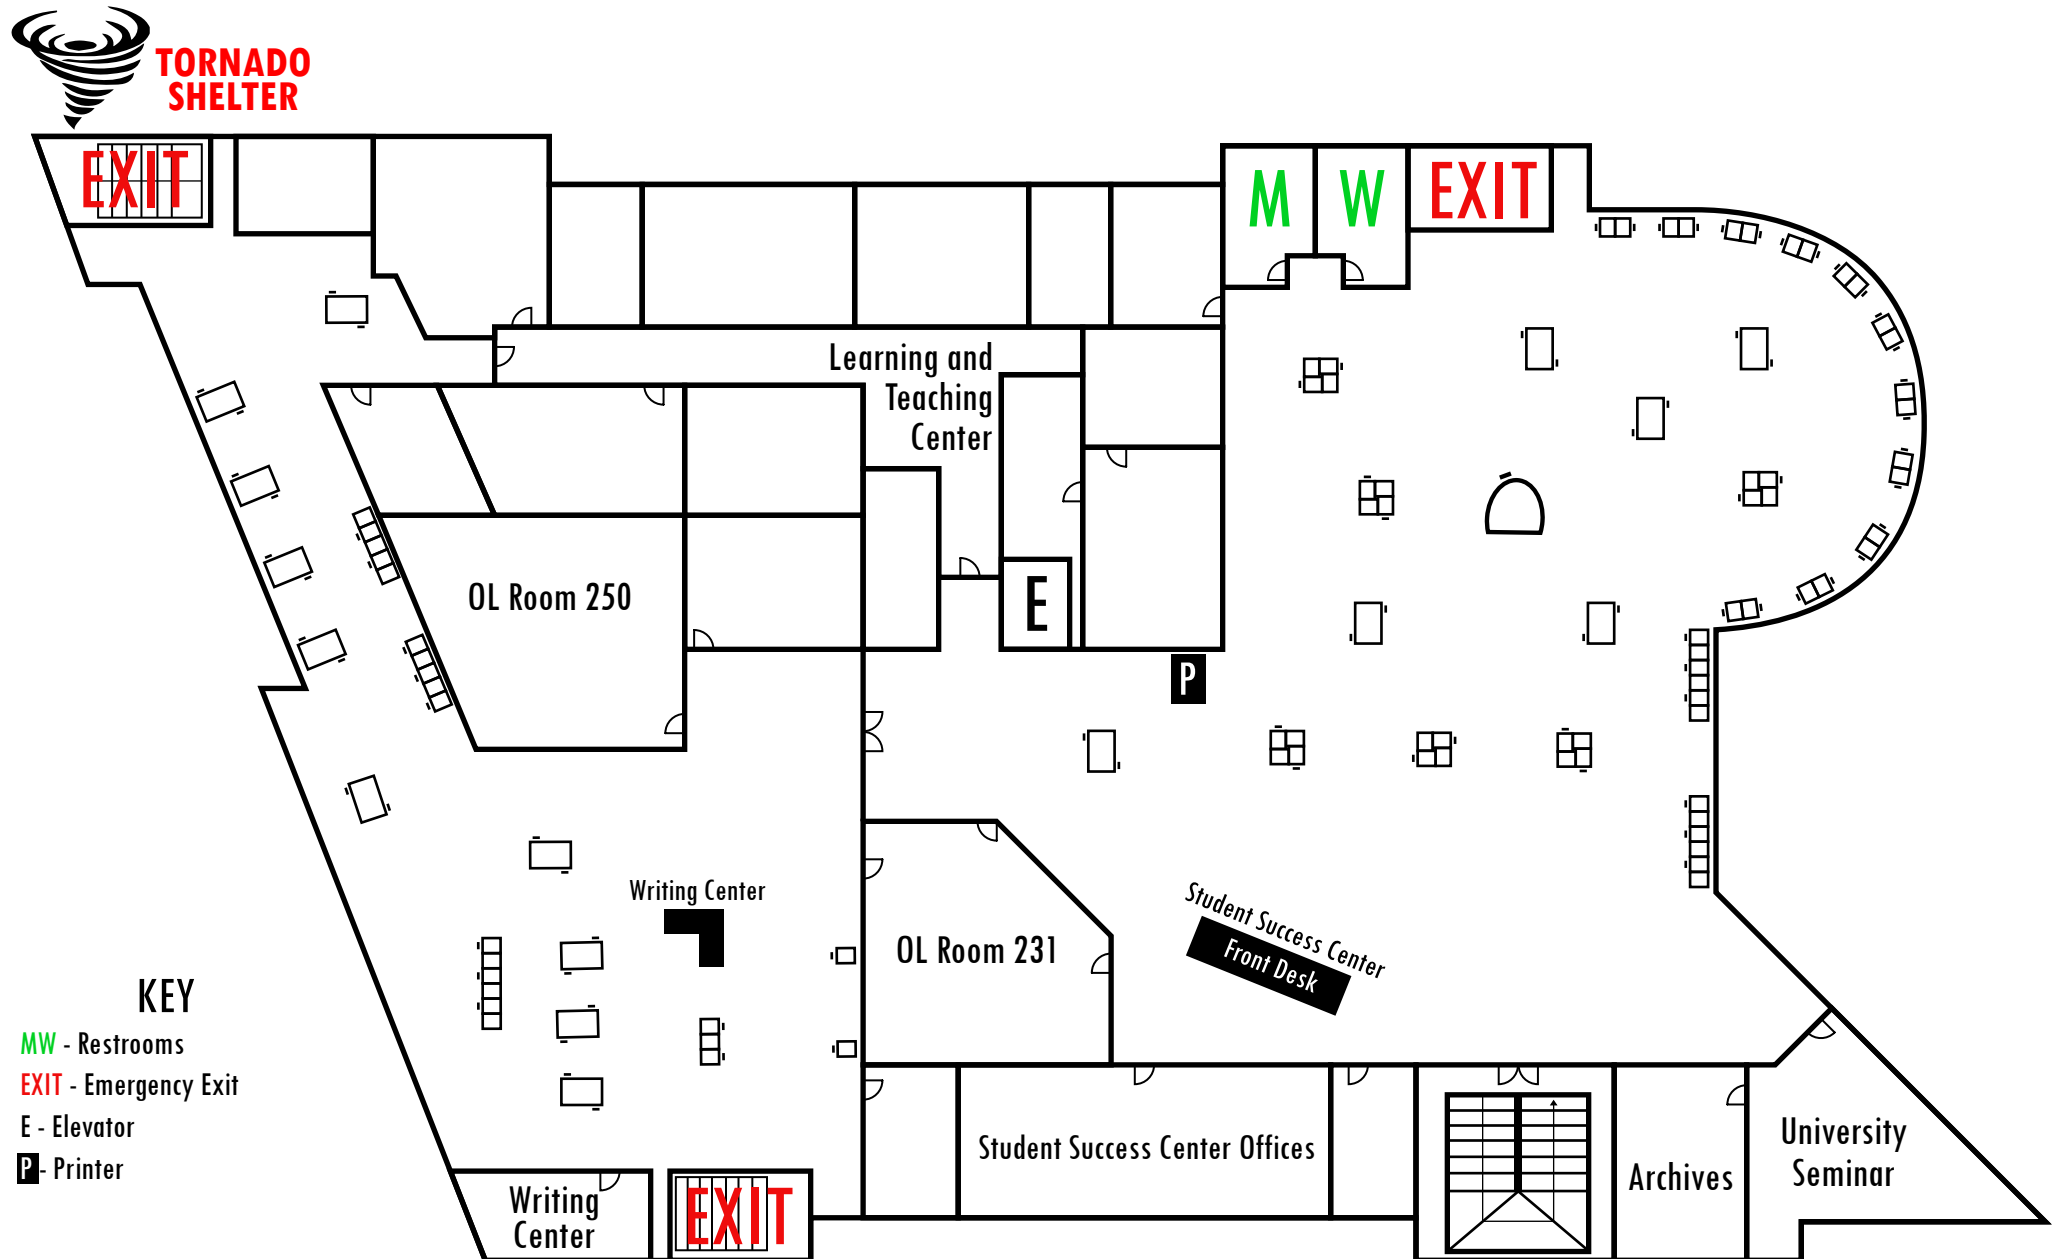 TORNADO
SHELTER
EXIT
M
W
EXIT
Learning and
Teaching
Center
OL Room 250
E
P
Writing Center
OL Room 231
Student Success Center
Front Desk
KEY
MW - Restrooms
EXIT - Emergency Exit
E - Elevator
P - Printer
Student Success Center Offices
University
Seminar
Archives
Writing
Center
EXIT